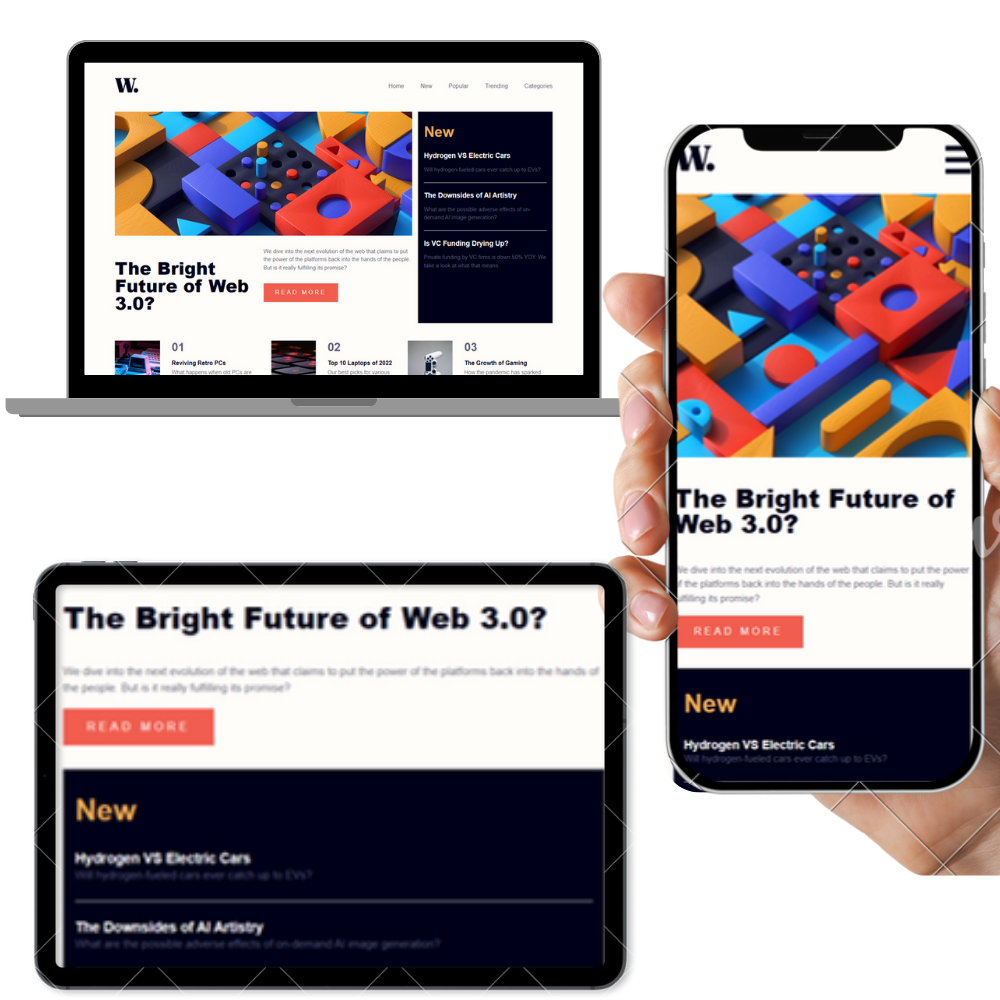 W.
Home New Popular Trending Categories
New
Hydrogen VS Electric Cars
Will hydrogen-fueled cars ever catch up to EVs?
The Downsides of AI Artistry
What are the possible adverse effects of on-
demand AI image generation?
Is VC Funding Drying Up?
Private funding by VC firms is down 50% YOY. We
take a look at what that means.
The Bright
Future of Web
3.0?
We dive into the next evolution of the web that claims to put
the power of the platforms back into the hands of the people.
But is it really fulfilling its promise?
READ MORE
01
Reviving Retro PCs
What happens when old PCs are
02
Top 10 Laptops of 2022
Our best picks for various
03
The Growth of Gaming
How the pandemic has sparked
W.
The Bright Future of
Web 3.0?
We dive into the next evolution of the web that claims to put the power
of the platforms back into the hands of the people. But is it really
fulfilling its promise?
READ MORE
New
Hydrogen VS Electric Cars
Will hydrogen-fueled cars ever catch up to EVs?
The Bright Future of Web 3.0?
We dive into the next evolution of the web that claims to put the power of the platforms back into the hands of
the people. But is it really fulfilling its promise?
READ MORE
New
Hydrogen VS Electric Cars
Will hydrogen-fueled cars ever catch up to EVs?
The Downsides of AI Artistry
What are the possible adverse effects of on-demand AI image generation?